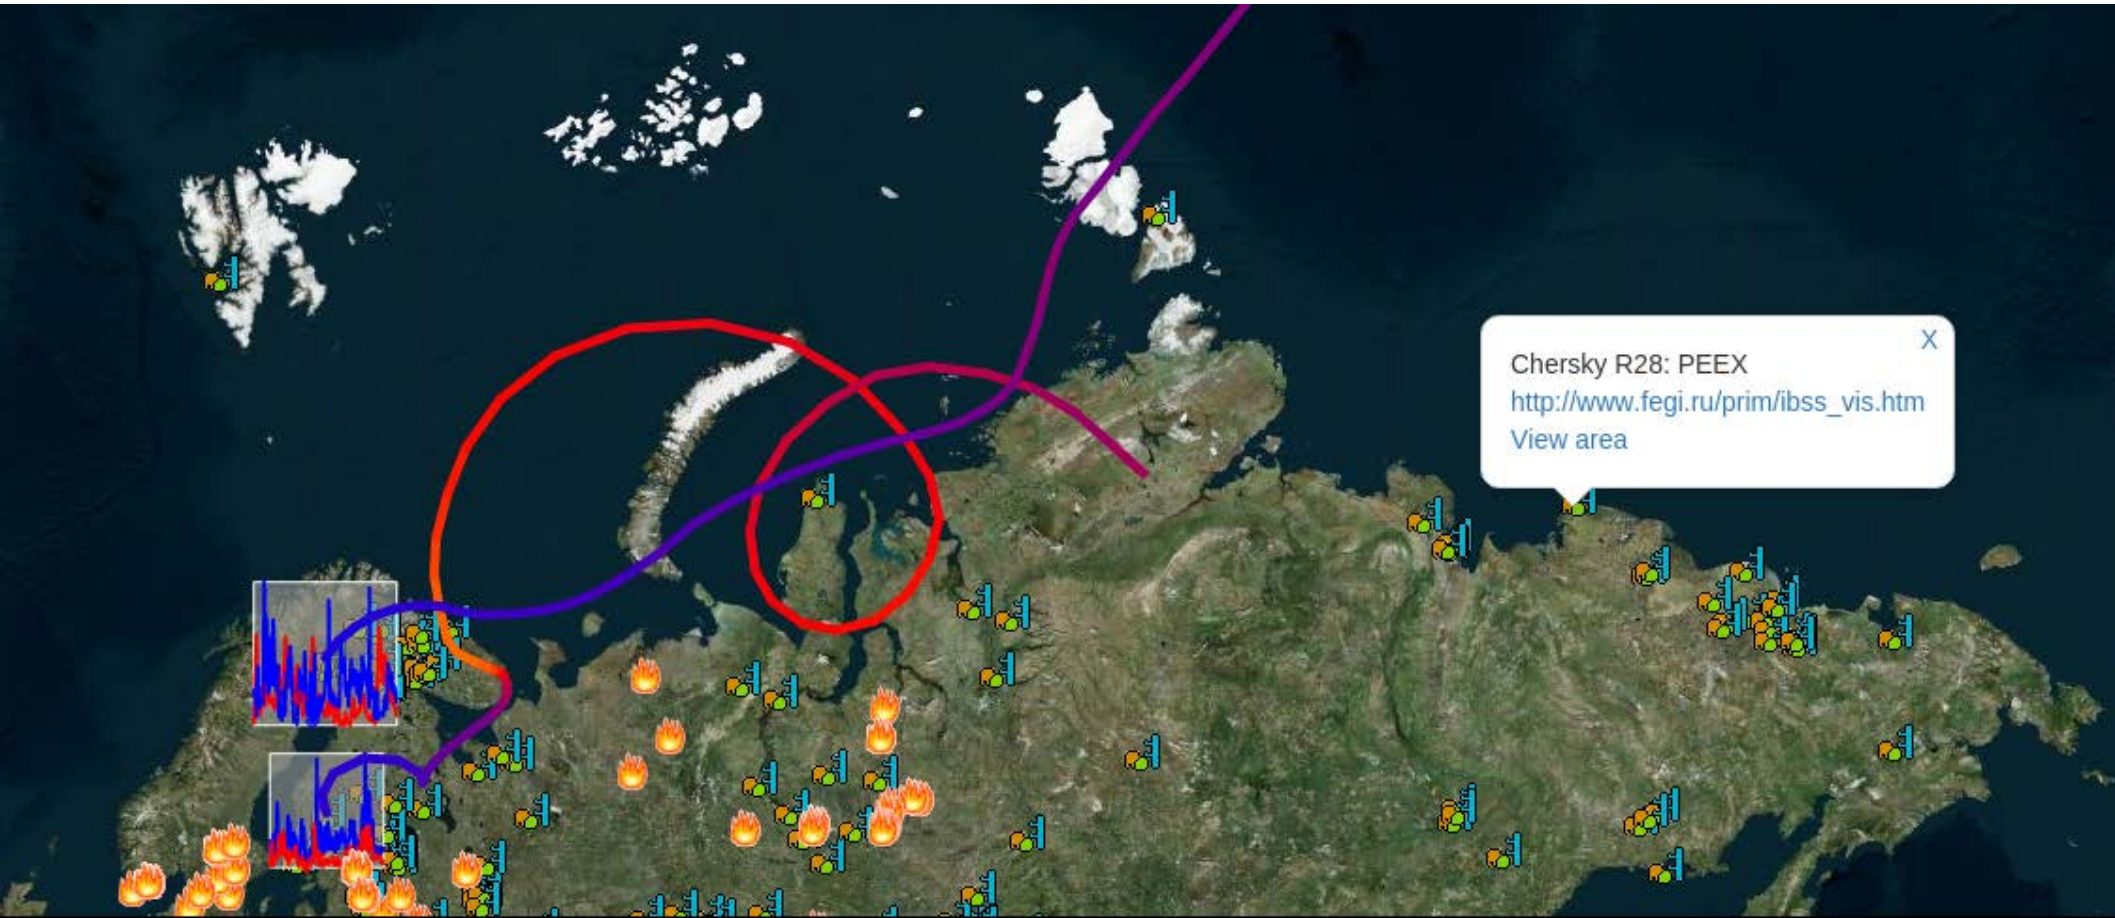 X
Chersky R28: PEEX
http://www.fegi.ru/prim/ibss_vis.htm
View area